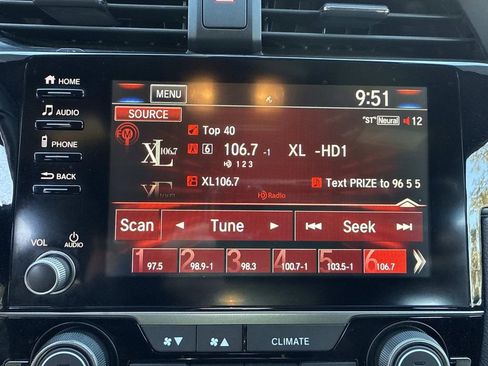 HOME
AUDIO
PHONE
BACK
VOL AUDIO
MENU
9:51
SOURCE
"ST" Neural 12
FM
Top 40
XL106.7
6 106.7 -1 XL -HD1
HD 1 2 3
XL106.7
Text PRIZE to 96 5 5
HD Radio
Scan Tune Seek
1 2 3 4 5 6
97.5 98.9-1 98.3 100.7-1 103.5-1 106.7
CLIMATE